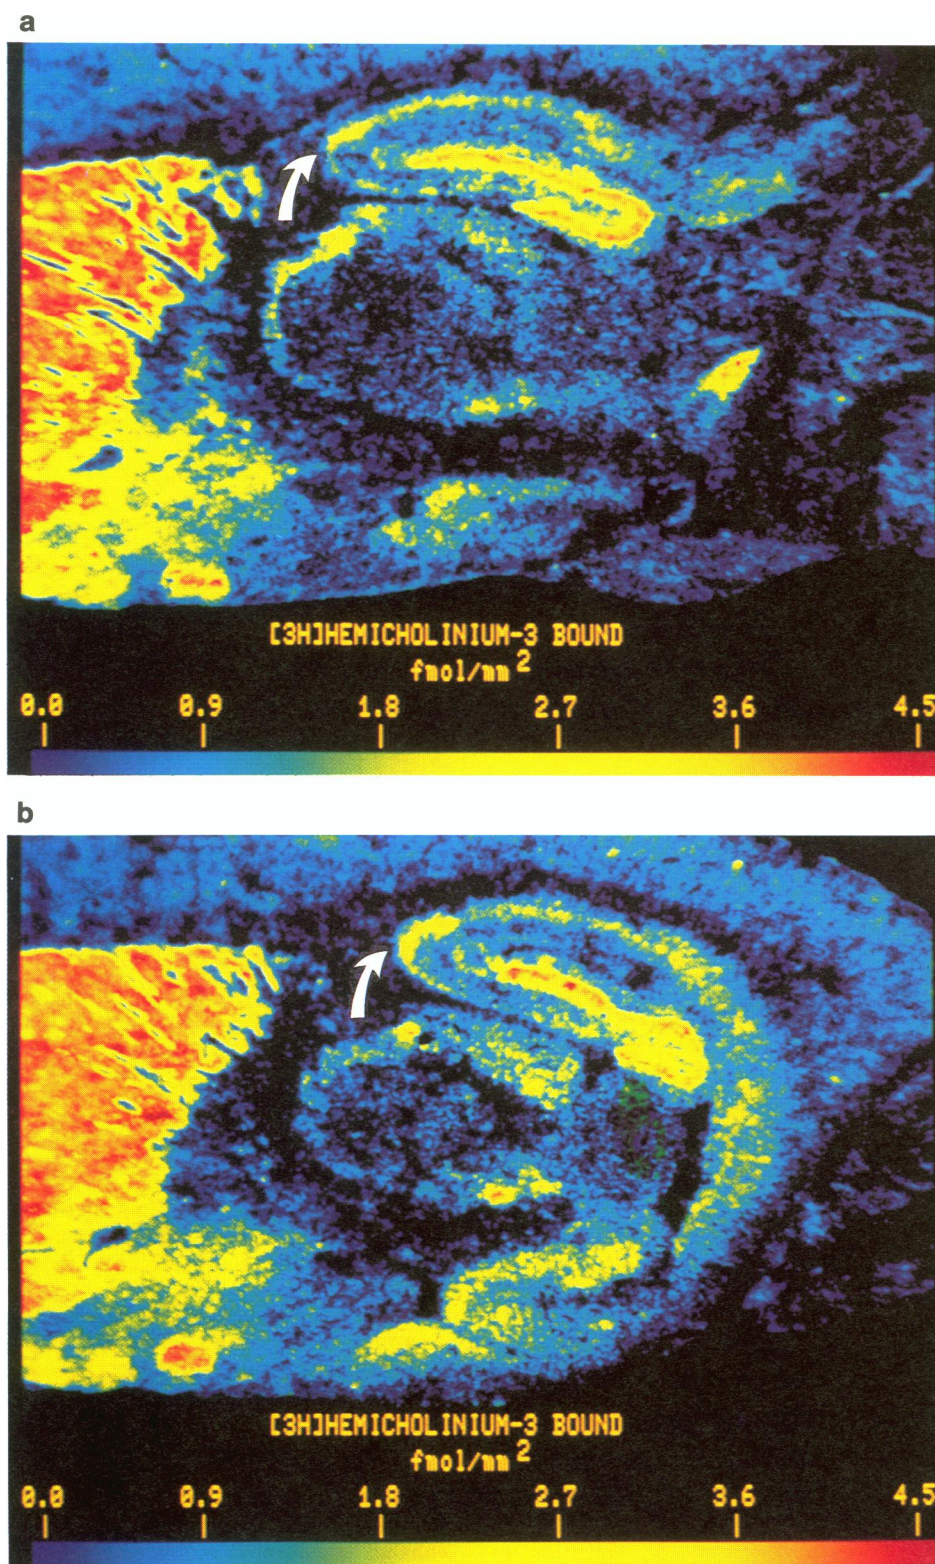 a
[3H]HEMICHOLINIUM-3 BOUND
fmol/mm2
0.0 0.9 1.8 2.7 3.6 4.5
b
[3H]HEMICHOLINIUM-3 BOUND
fmol/mm2
0.0 0.9 1.8 2.7 3.6 4.5